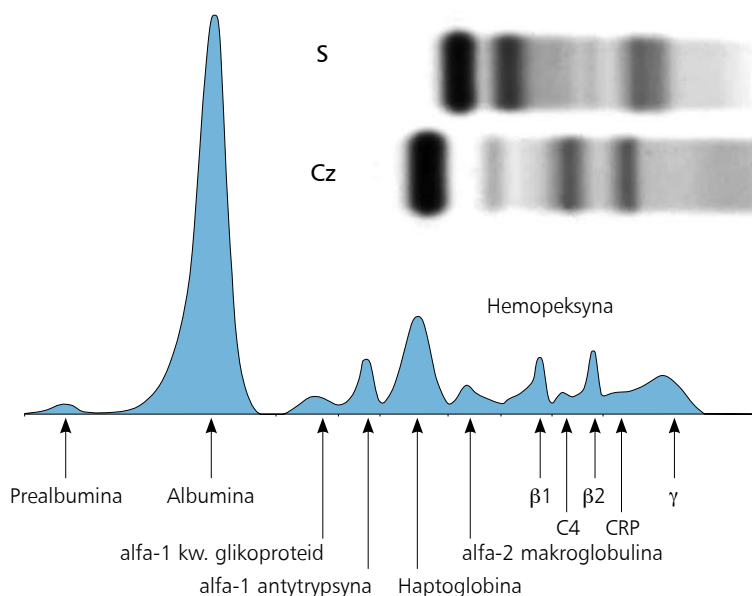 S
Cz
Hemopeksyna
Prealbumina
Albumina
β1
β2
γ
C4
CRP
alfa-1 kw. glikoproteid
alfa-2 makroglobulina
alfa-1 antytrypsyna
Haptoglobina